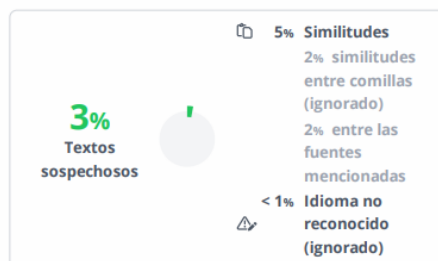 3%
Textos
sospechosos
5% Similitudes
2% similitudes
entre comillas
(ignorado)
2% entre las
fuentes
mencionadas
< 1% Idioma no
reconocido
(ignorado)